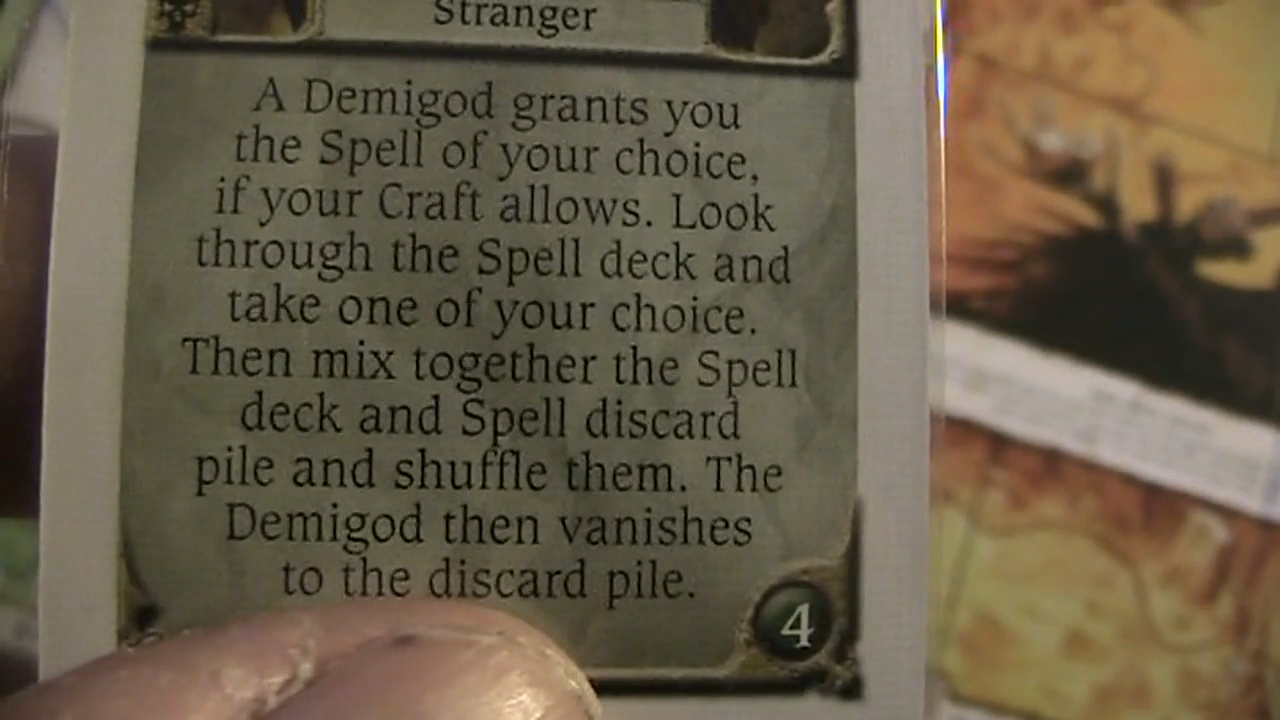 Stranger
A Demigod grants you
the Spell of your choice,
if your Craft allows. Look
through the Spell deck and
take one of your choice.
Then mix together the Spell
deck and Spell discard
pile and shuffle them. The
Demigod then vanishes
to the discard pile.
4